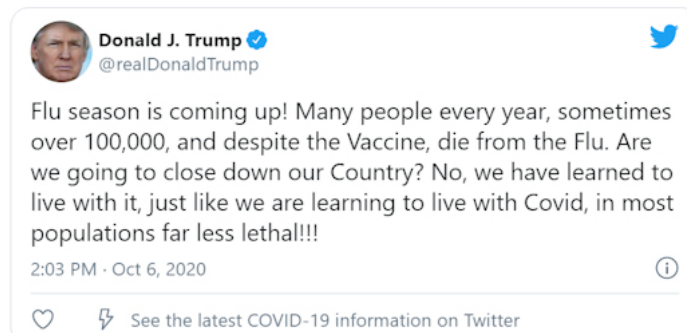 Donald J. Trump
@realDonaldTrump
Flu season is coming up! Many people every year, sometimes
over 100,000, and despite the Vaccine, die from the Flu. Are
we going to close down our Country? No, we have learned to
live with it, just like we are learning to live with Covid, in most
populations far less lethal!!!
2:03 PM · Oct 6, 2020
See the latest COVID-19 information on Twitter